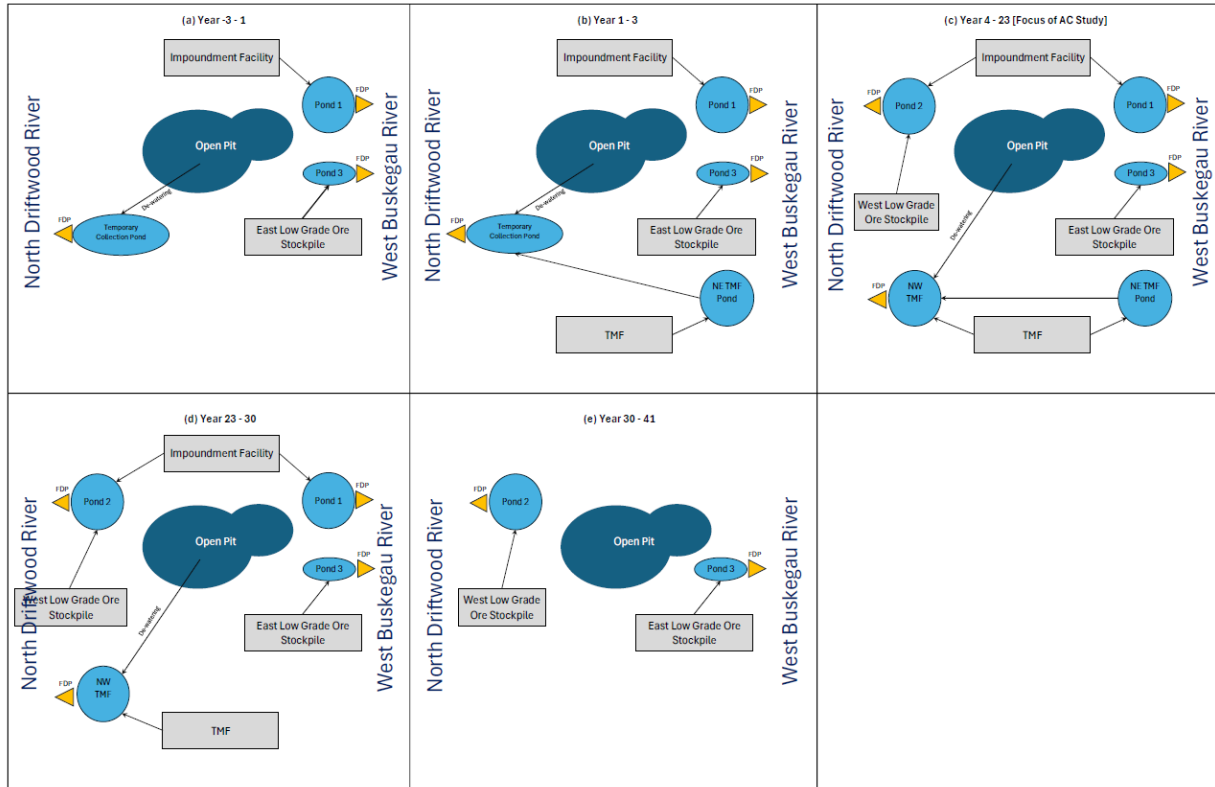 (a) Year -3 - 1
North Driftwood River
West Buskegau River
Impoundment Facility
Pond 1
FDP
Open Pit
De-watering
Pond 3
FDP
FDP
Temporary
Collection Pond
East Low Grade Ore
Stockpile
(b) Year 1 - 3
North Driftwood River
West Buskegau River
Impoundment Facility
Pond 1
FDP
Open Pit
De-watering
Pond 3
FDP
FDP
Temporary
Collection Pond
East Low Grade Ore
Stockpile
NE TMF
Pond
TMF
(c) Year 4 - 23 [Focus of AC Study]
North Driftwood River
West Buskegau River
Impoundment Facility
FDP
Pond 2
Pond 1
FDP
Open Pit
Pond 3
FDP
West Low Grade
Ore Stockpile
De-watering
East Low Grade Ore
Stockpile
FDP
NW
TMF
NE TMF
Pond
TMF
(d) Year 23 - 30
North Driftwood River
West Buskegau River
Impoundment Facility
FDP
Pond 2
Pond 1
FDP
Open Pit
Pond 3
FDP
West Low Grade Ore
Stockpile
De-watering
East Low Grade Ore
Stockpile
FDP
NW
TMF
TMF
(e) Year 30 - 41
North Driftwood River
West Buskegau River
FDP
Pond 2
Open Pit
Pond 3
FDP
West Low Grade
Ore Stockpile
East Low Grade Ore
Stockpile